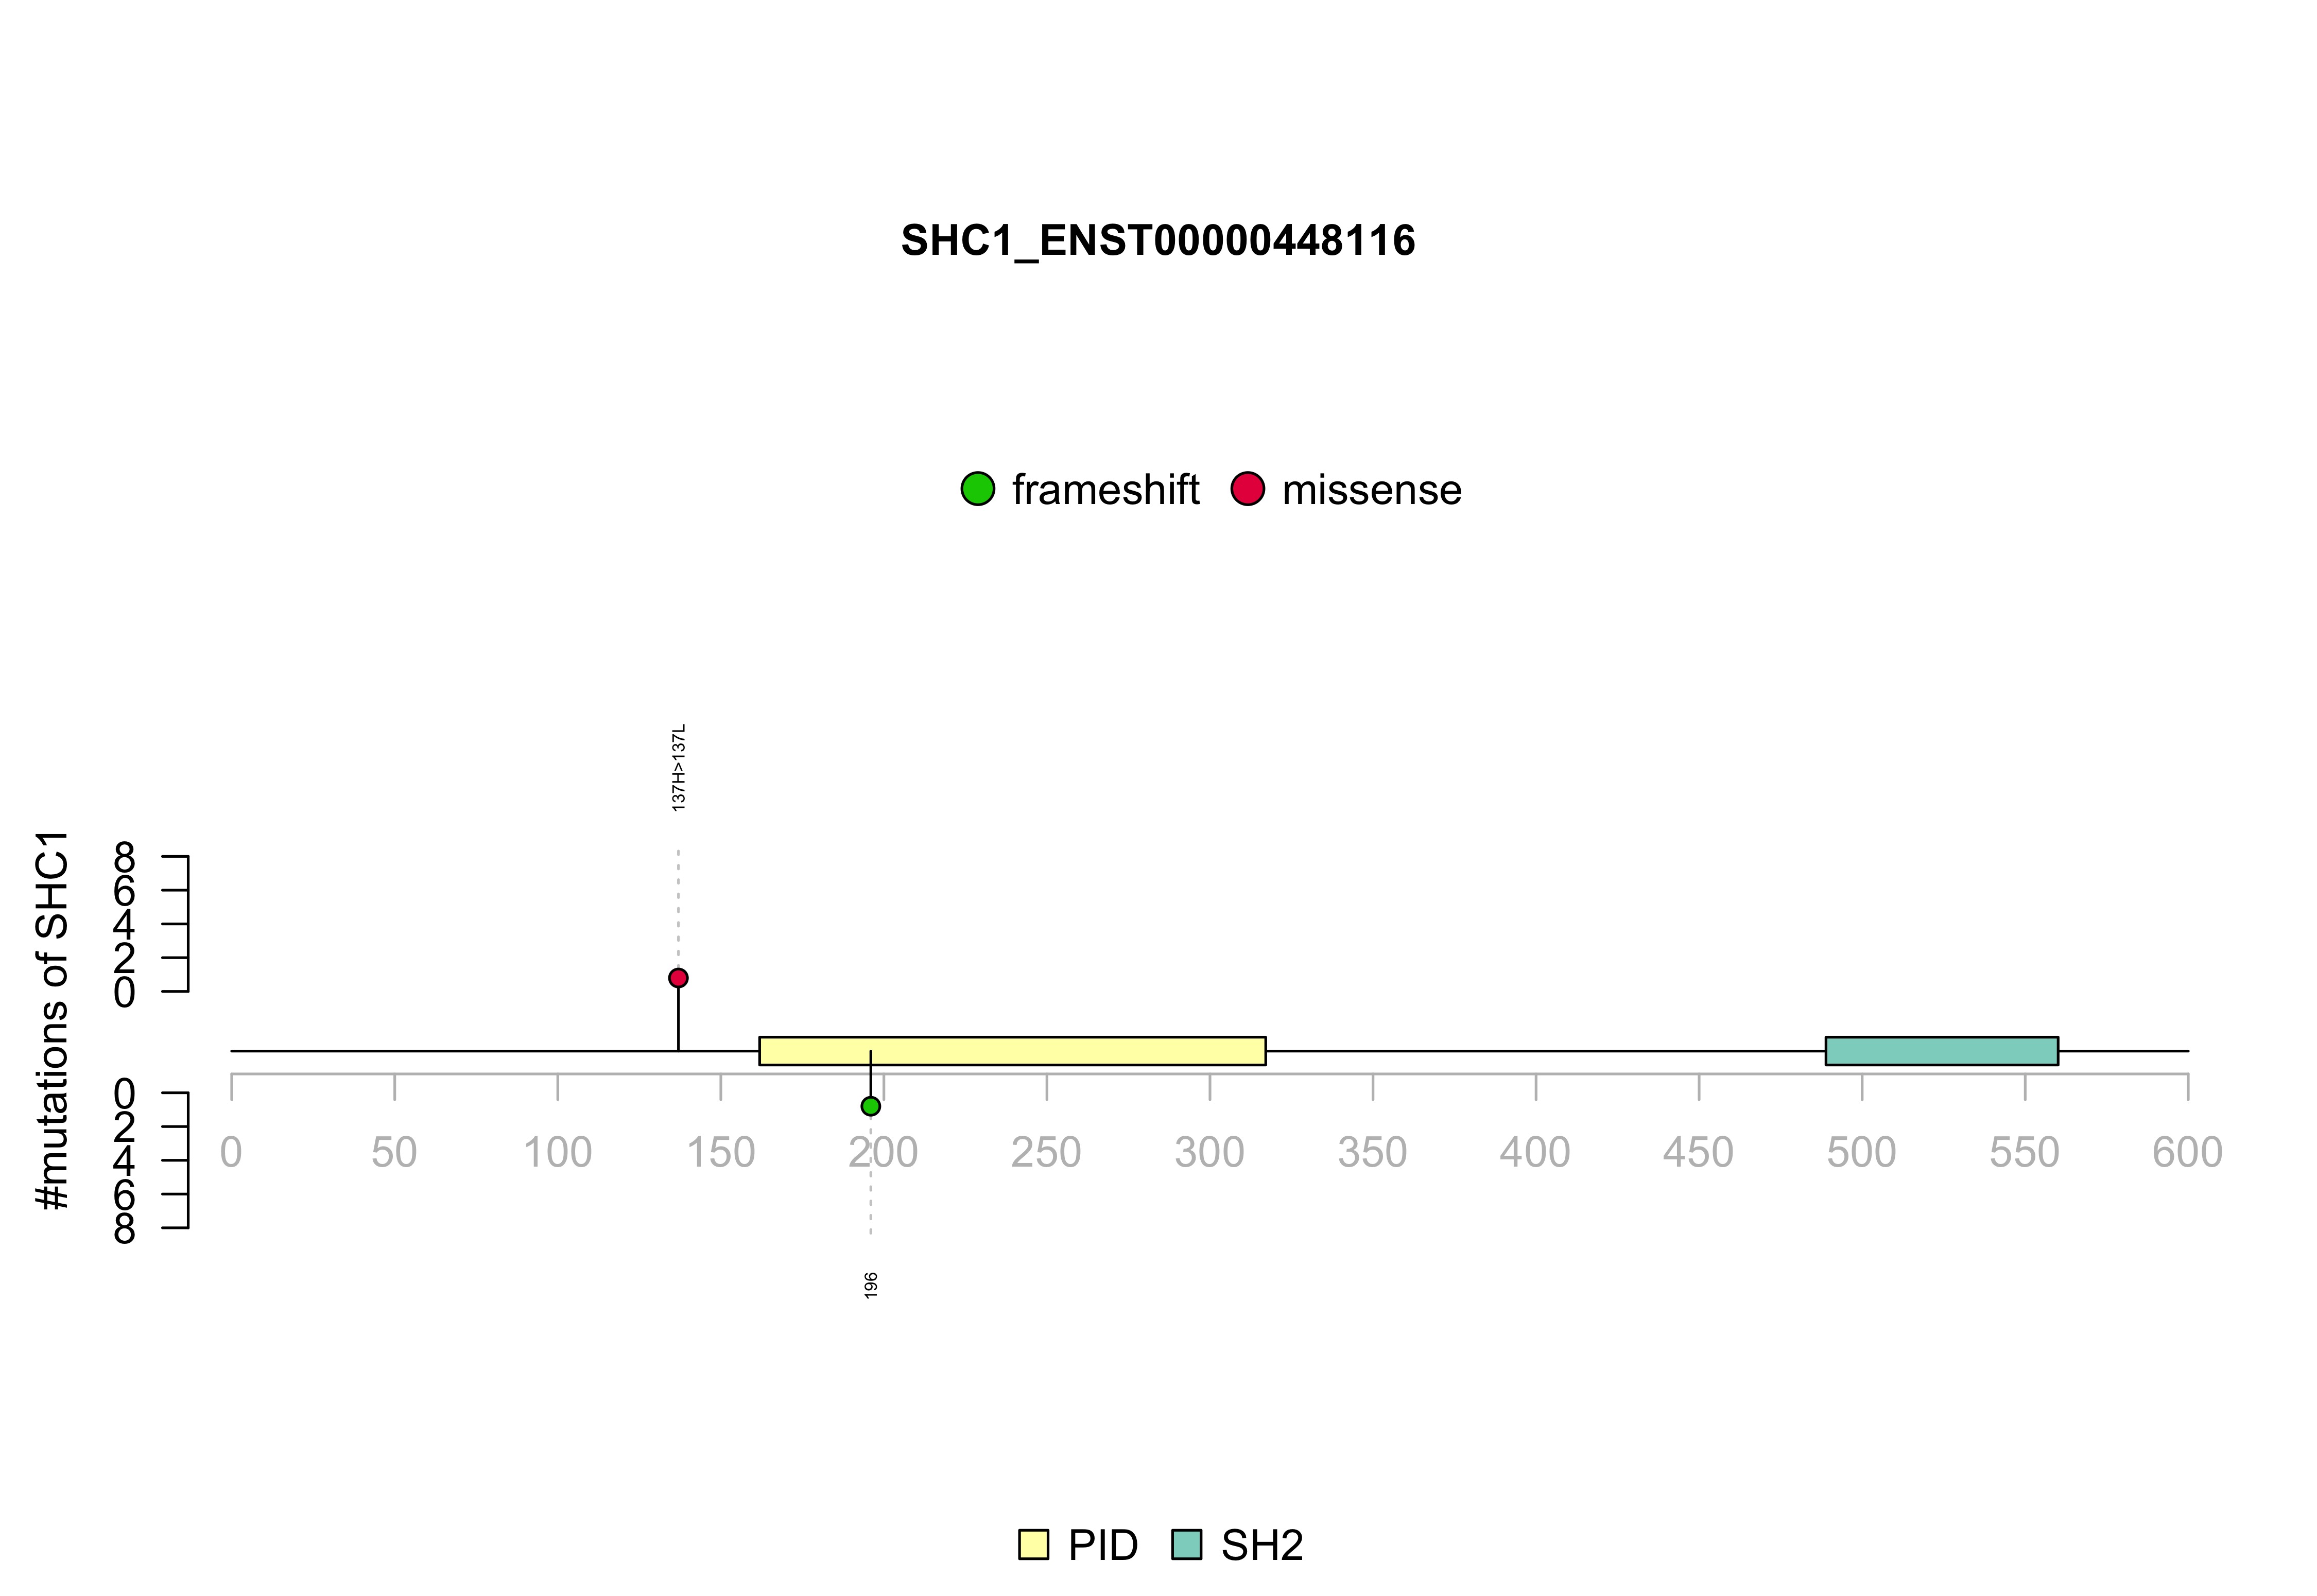 SHC1_ENST00000448116
frameshift missense
137H>137L
#mutations of SHC1
8
6
4
2
0
0
2
4
6
8
0 50 100 150 200 250 300 350 400 450 500 550 600
196
PID SH2